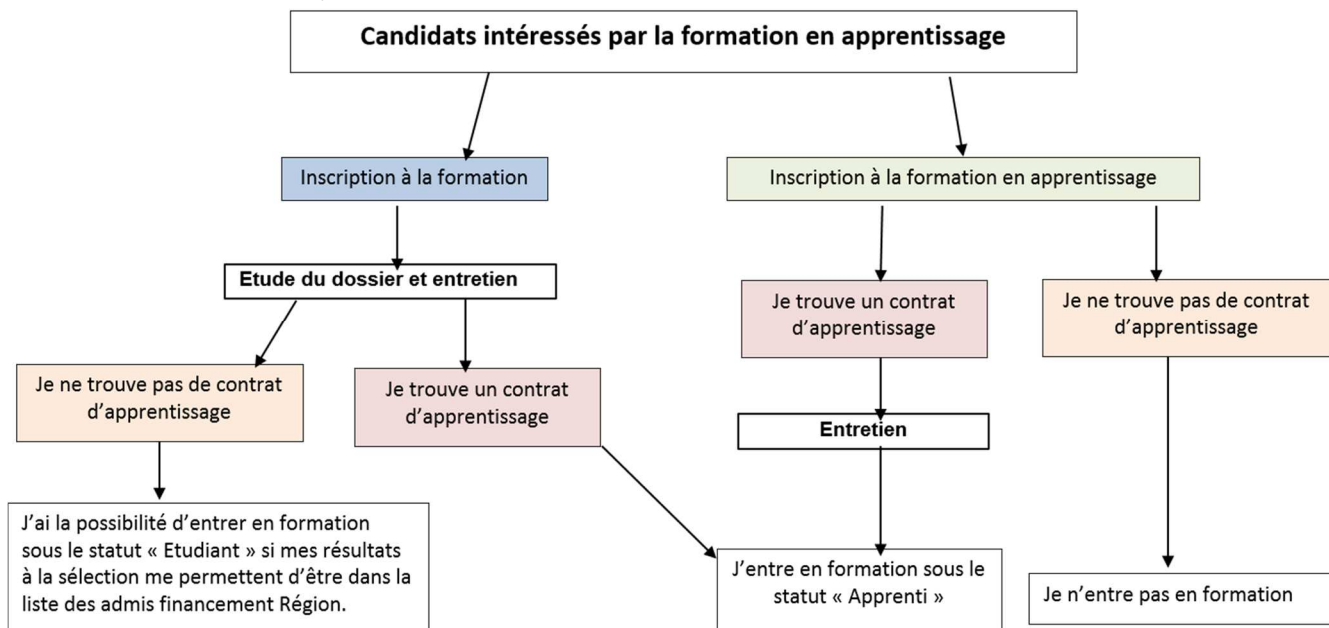 Candidats intéressés par la formation en apprentissage
Inscription à la formation
Inscription à la formation en apprentissage
Etude du dossier et entretien
Je trouve un contrat
d’apprentissage
Je ne trouve pas de contrat
d’apprentissage
Je ne trouve pas de contrat
d’apprentissage
Je trouve un contrat
d’apprentissage
Entretien
J’ai la possibilité d’entrer en formation
sous le statut « Etudiant » si mes résultats
à la sélection me permettent d’être dans la
liste des admis financement Région.
J’entre en formation sous le
statut « Apprenti »
Je n’entre pas en formation